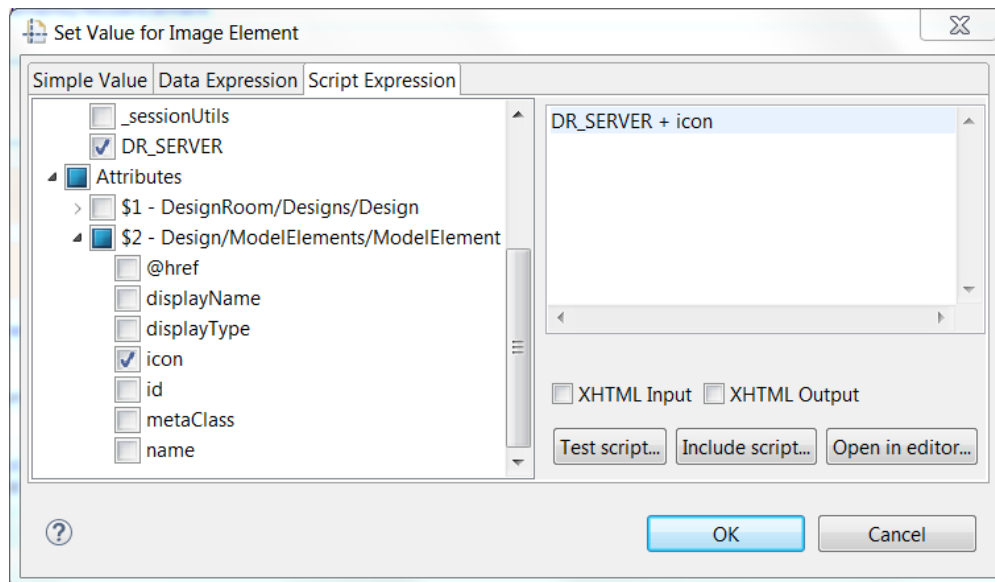 Set Value for Image Element
Simple Value Data Expression Script Expression
_sessionUtils
DR_SERVER
Attributes
$1 - DesignRoom/Designs/Design
$2 - Design/ModelElements/ModelElement
@href
displayName
displayType
icon
id
metaClass
name
DR_SERVER + icon
XHTML Input XHTML Output
Test script... Include script... Open in editor...
? OK Cancel